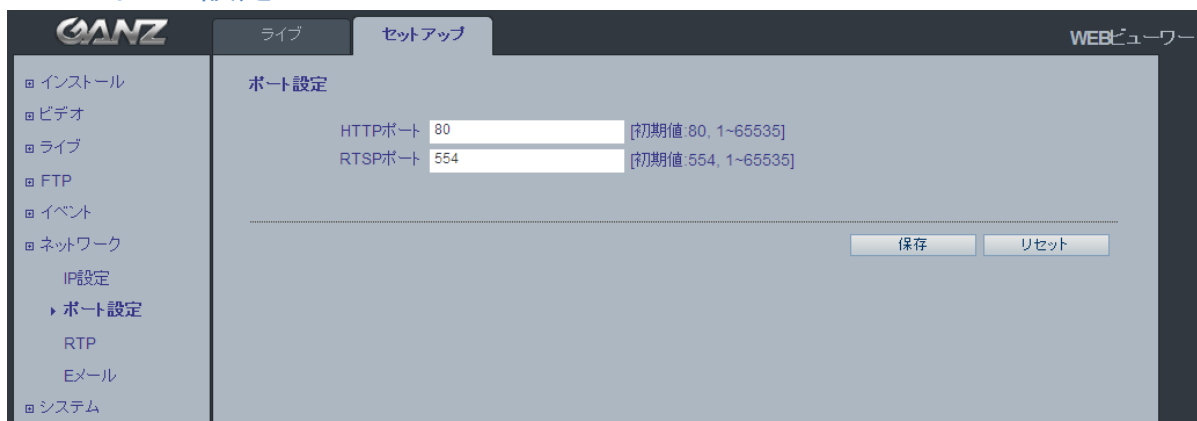 GANZ
ライブ
セットアップ
WEBビューワー
インストール
ビデオ
ライブ
FTP
イベント
ネットワーク
IP設定
ポート設定
RTP
Eメール
システム
ポート設定
HTTPポート 80 [初期値:80, 1~65535]
RTSPポート 554 [初期値:554, 1~65535]
保存
リセット